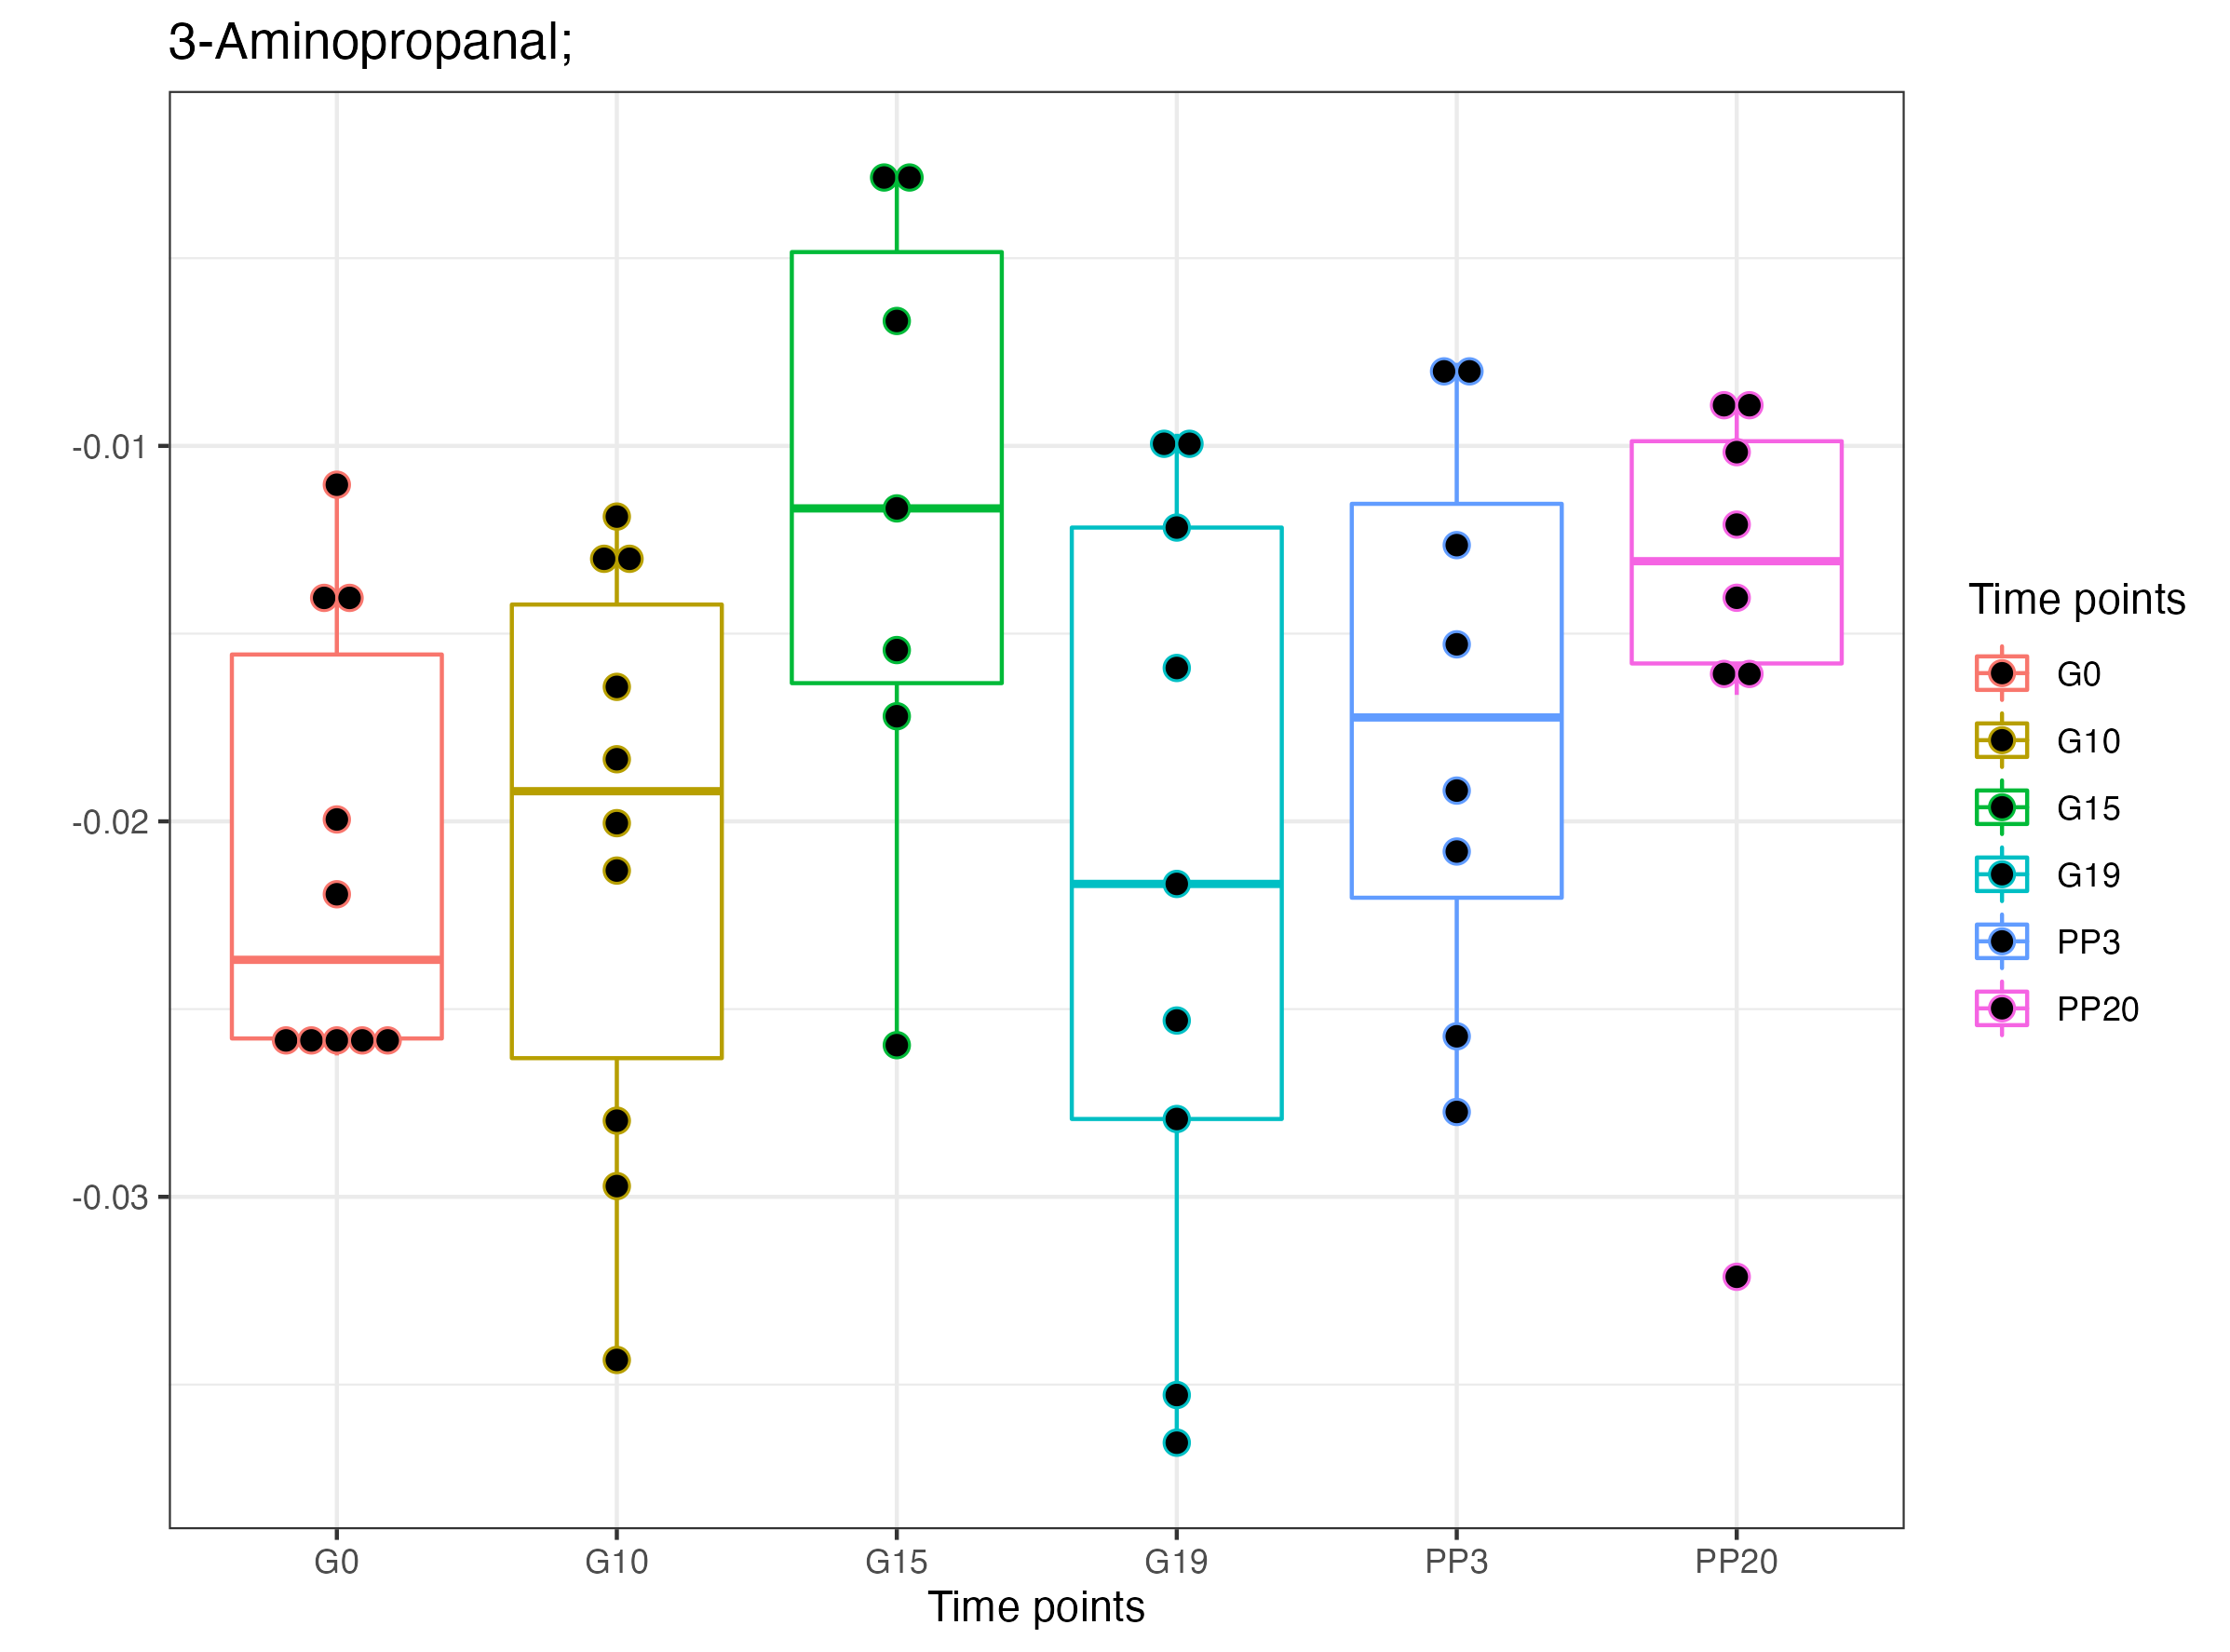 3-Aminopropanal;
-0.01
-0.02
-0.03
G0 G10 G15 G19 PP3 PP20
Time points
Time points
G0
G10
G15
G19
PP3
PP20